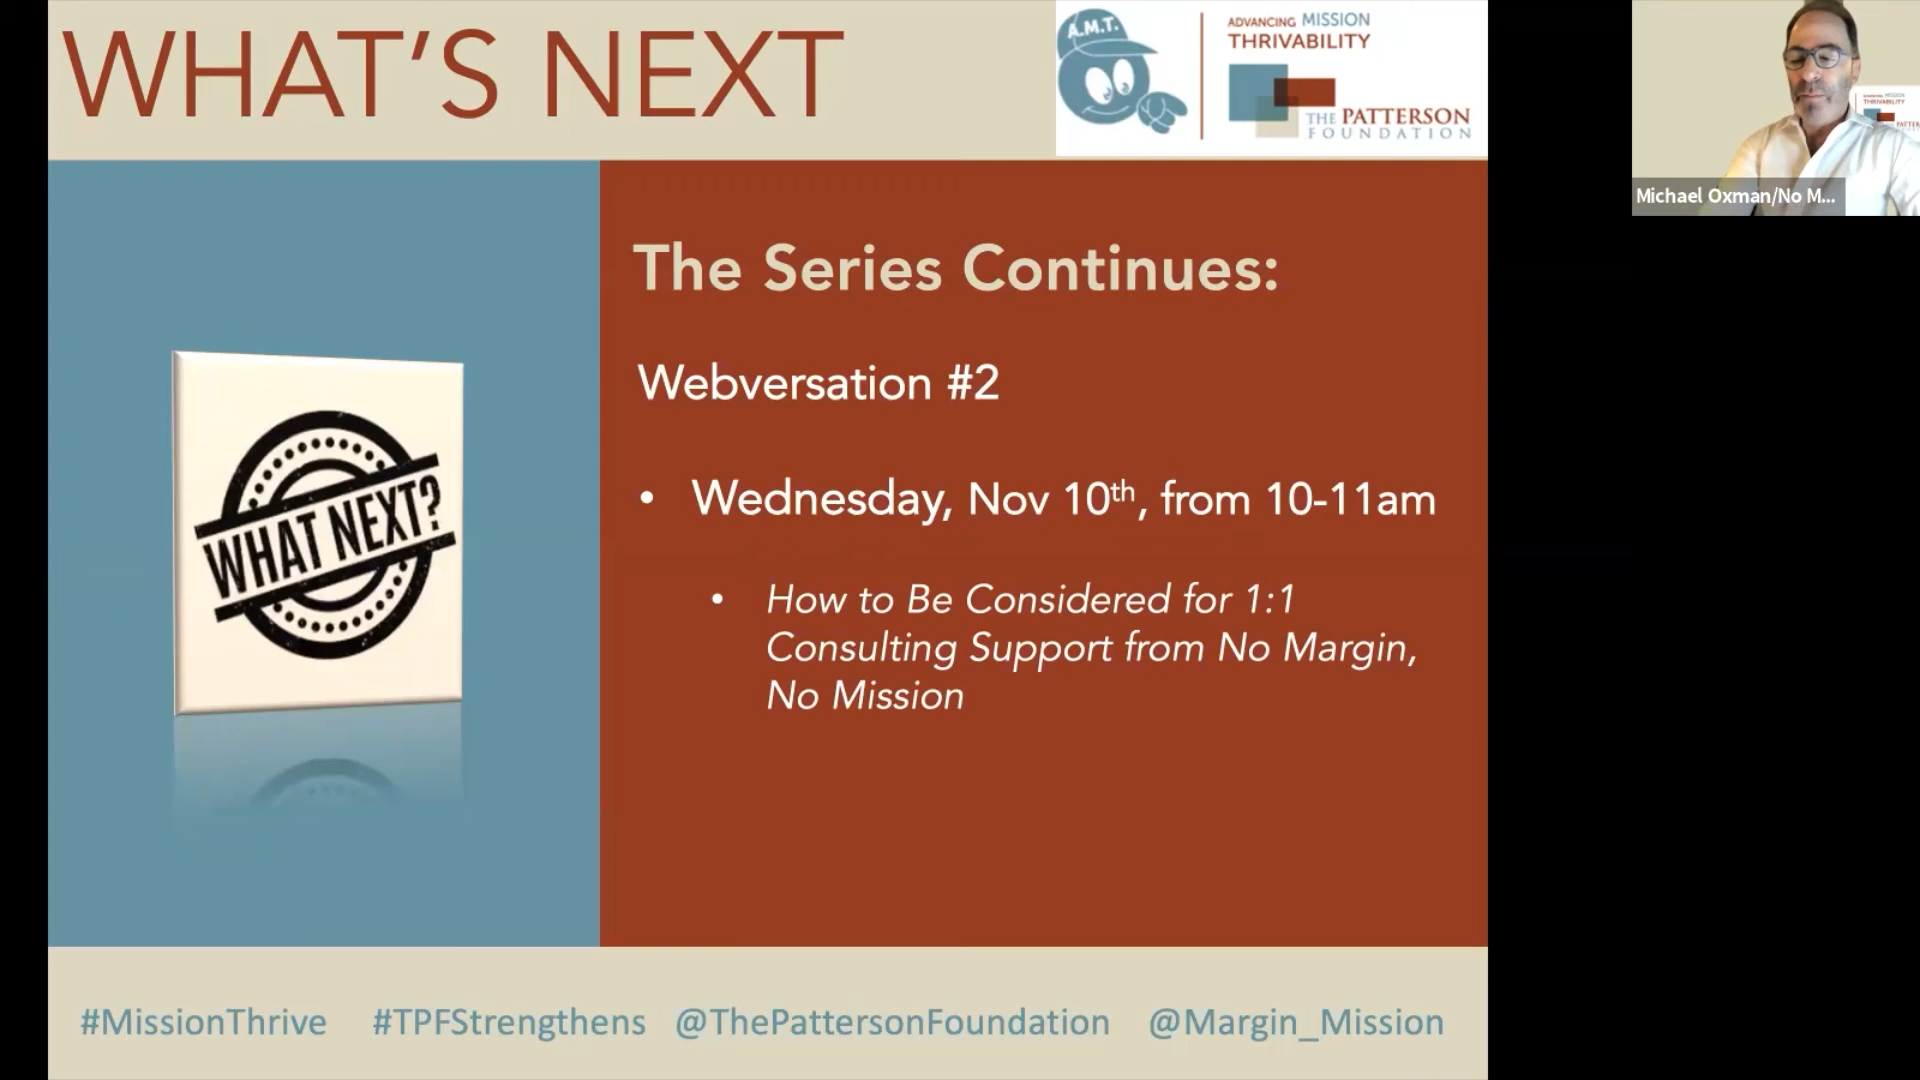 WHAT'S NEXT
A.M.T.
ADVANCING MISSION
THRIVABILITY
THE PATTERSON
FOUNDATION
Michael Oxman/No M...
The Series Continues:
Webversation #2
• Wednesday, Nov 10th, from 10-11am
• How to Be Considered for 1:1
Consulting Support from No Margin,
No Mission
WHAT NEXT?
#MissionThrive #TPFStrengthens @ThePattersonFoundation @Margin_Mission